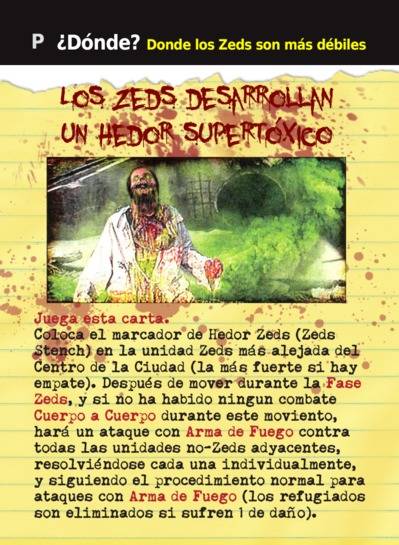 P ¿Dónde? Donde los Zeds son más débiles
LOS ZEDS DESARROLLAN
UN HEDOR SUPERTÓXICO
Juega esta carta.
Coloca el marcador de Hedor Zeds (Zeds
Stench) en la unidad Zeds más alejada del
Centro de la Ciudad (la más fuerte si hay
empate). Después de mover durante la Fase
Zeds, y si no ha habido ningun combate
Cuerpo a Cuerpo durante este moviento,
hará un ataque con Arma de Fuego contra
todas las unidades no-Zeds adyacentes,
resolviéndose cada una individualmente,
y siguiendo el procedimiento normal para
ataques con Arma de Fuego (los refugiados
son eliminados si sufren 1 de daño).